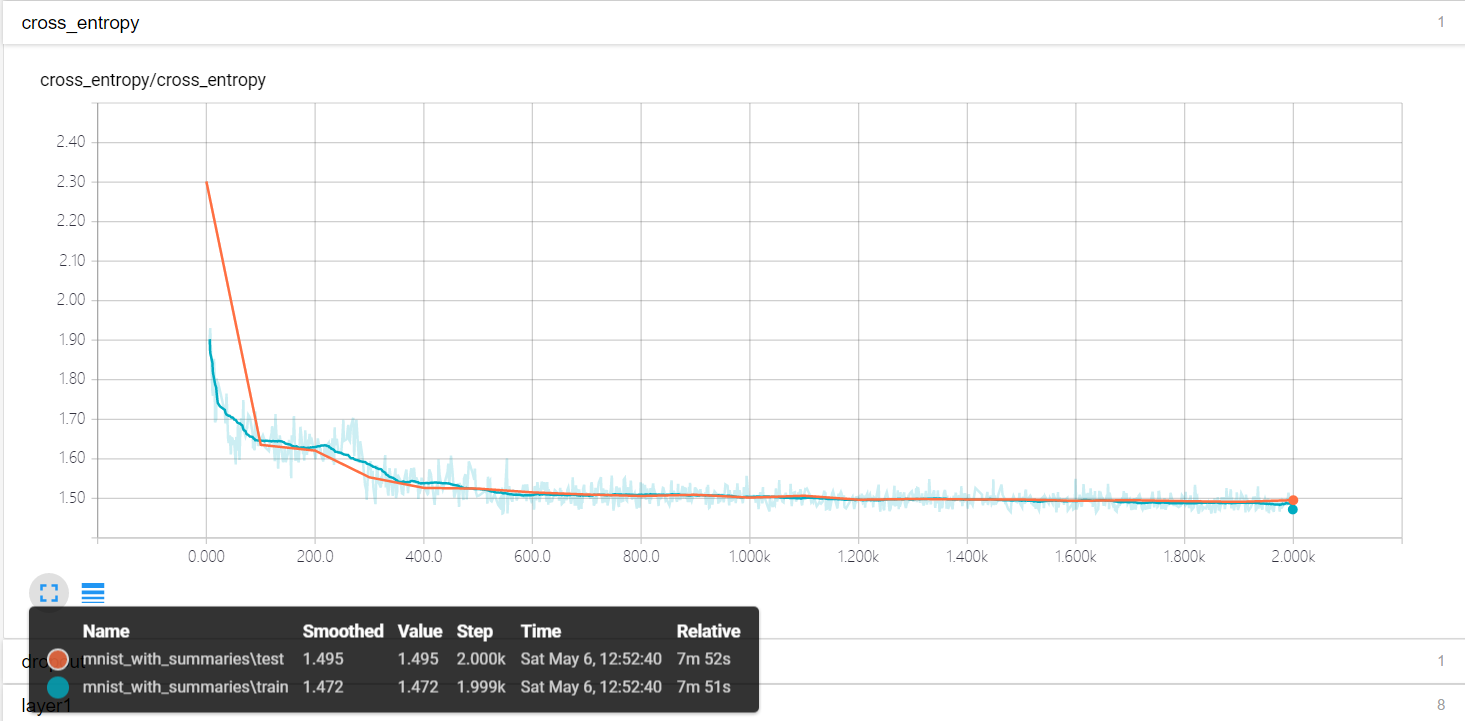 cross_entropy 1
cross_entropy/cross_entropy
2.40
2.30
2.20
2.10
2.00
1.90
1.80
1.70
1.60
1.50
0.000 200.0 400.0 600.0 800.0 1.000k 1.200k 1.400k 1.600k 1.800k 2.000k
Name Smoothed Value Step Time Relative
mnist_with_summaries\test 1.495 1.495 2.000k Sat May 6, 12:52:40 7m 52s
dropout 1
mnist_with_summaries\train 1.472 1.472 1.999k Sat May 6, 12:52:40 7m 51s
layer1 8